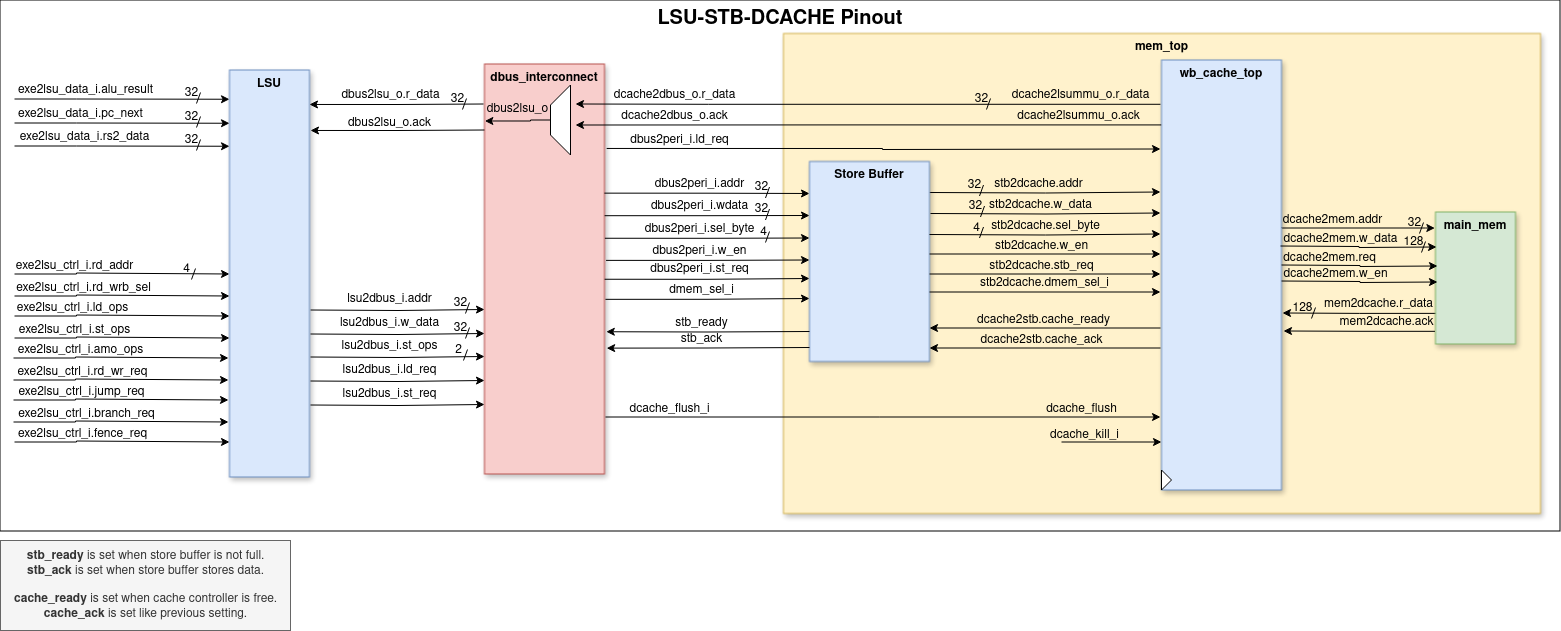 LSU-STB-DCACHE Pinout
mem_top
LSU
dbus_interconnect
wb_cache_top
Store Buffer
main_mem
exe2lsu_data_i.alu_result
32
exe2lsu_data_i.pc_next
32
exe2lsu_data_i.rs2_data
32
exe2lsu_ctrl_i.rd_addr
4
exe2lsu_ctrl_i.rd_wrb_sel
exe2lsu_ctrl_i.ld_ops
exe2lsu_ctrl_i.st_ops
exe2lsu_ctrl_i.amo_ops
exe2lsu_ctrl_i.rd_wr_req
exe2lsu_ctrl_i.jump_req
exe2lsu_ctrl_i.branch_req
exe2lsu_ctrl_i.fence_req
dbus2lsu_o.r_data
32
dbus2lsu_o.ack
lsu2dbus_i.addr
32
lsu2dbus_i.w_data
32
lsu2dbus_i.st_ops
2
lsu2dbus_i.ld_req
lsu2dbus_i.st_req
dbus2lsu_o
dcache2dbus_o.r_data
32
dcache2lsummu_o.r_data
dcache2dbus_o.ack
dcache2lsummu_o.ack
dbus2peri_i.ld_req
dbus2peri_i.addr
32
dbus2peri_i.wdata
32
dbus2peri_i.sel_byte
4
dbus2peri_i.w_en
dbus2peri_i.st_req
dmem_sel_i
stb_ready
stb_ack
dcache_flush_i
dcache_flush
dcache_kill_i
32
stb2dcache.addr
32
stb2dcache.w_data
4
stb2dcache.sel_byte
stb2dcache.w_en
stb2dcache.stb_req
stb2dcache.dmem_sel_i
dcache2stb.cache_ready
dcache2stb.cache_ack
dcache2mem.addr
32
dcache2mem.w_data
128
dcache2mem.req
dcache2mem.w_en
128
mem2dcache.r_data
mem2dcache.ack
stb_ready is set when store buffer is not full.
stb_ack is set when store buffer stores data.
cache_ready is set when cache controller is free.
cache_ack is set like previous setting.